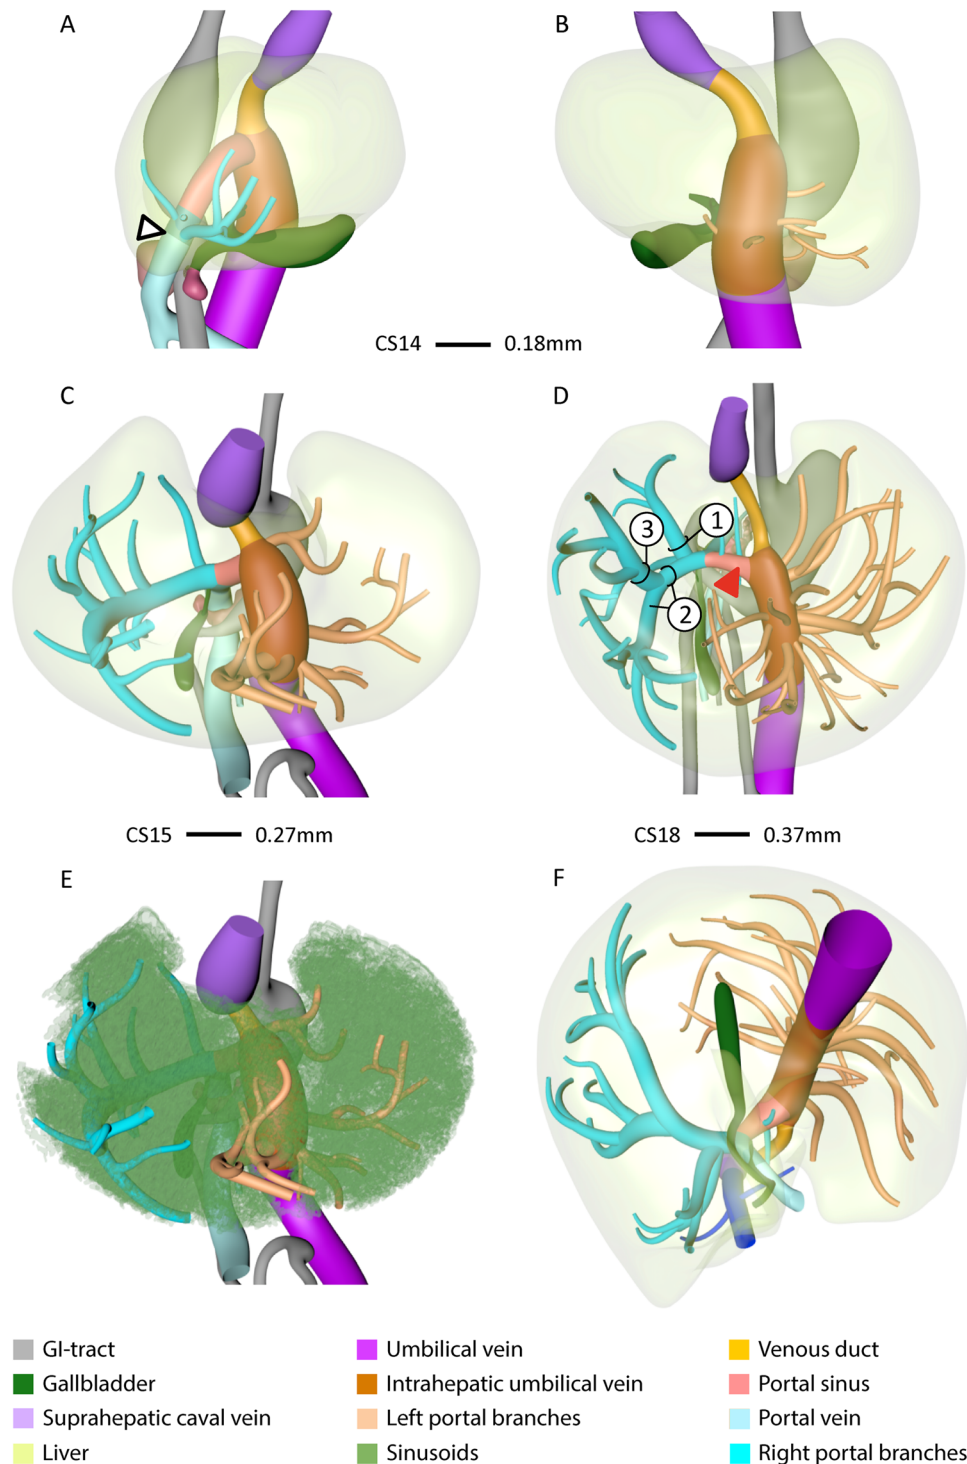 A
B
CS14 0.18mm
C
D
1
3
2
CS15 0.27mm
CS18 0.37mm
E
F
GI-tract
Umbilical vein
Venous duct
Gallbladder
Intrahepatic umbilical vein
Portal sinus
Suprahepatic caval vein
Left portal branches
Portal vein
Liver
Sinusoids
Right portal branches